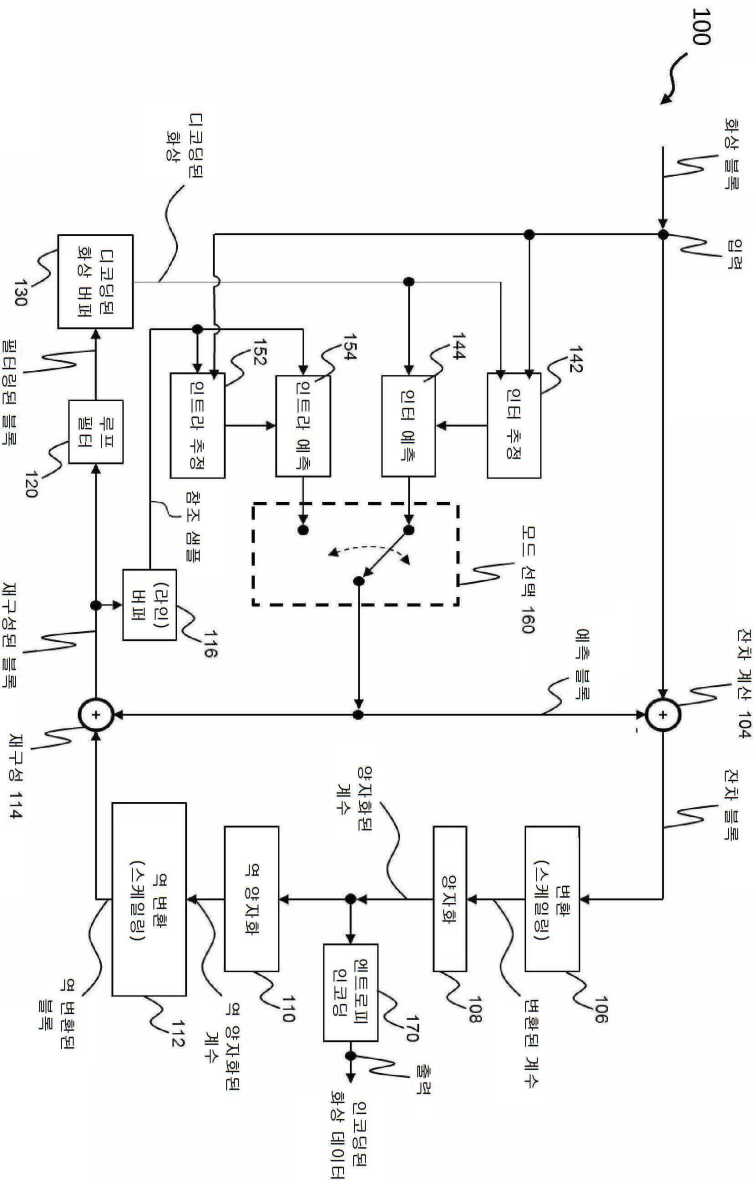 100
화상 블록
입력
잔차 계산 104
잔차 블록
변환
(스케일링)
106
변환된 계수
양자화
108
양자화된
계수
엔트로피
인코딩
170
출력
인코딩된
화상 데이터
역 양자화
110
역 양자화된
계수
역 변환
(스케일링)
112
역 변환된
블록
재구성 114
재구성된 블록
(라인)
버퍼
116
참조 샘플
루프
필터
120
필터링된 블록
디코딩된
화상 버퍼
130
디코딩된
화상
인터 추정
142
인터 예측
144
인트라 예측
154
인트라 추정
152
모드 선택 160
예측 블록
+
-
+